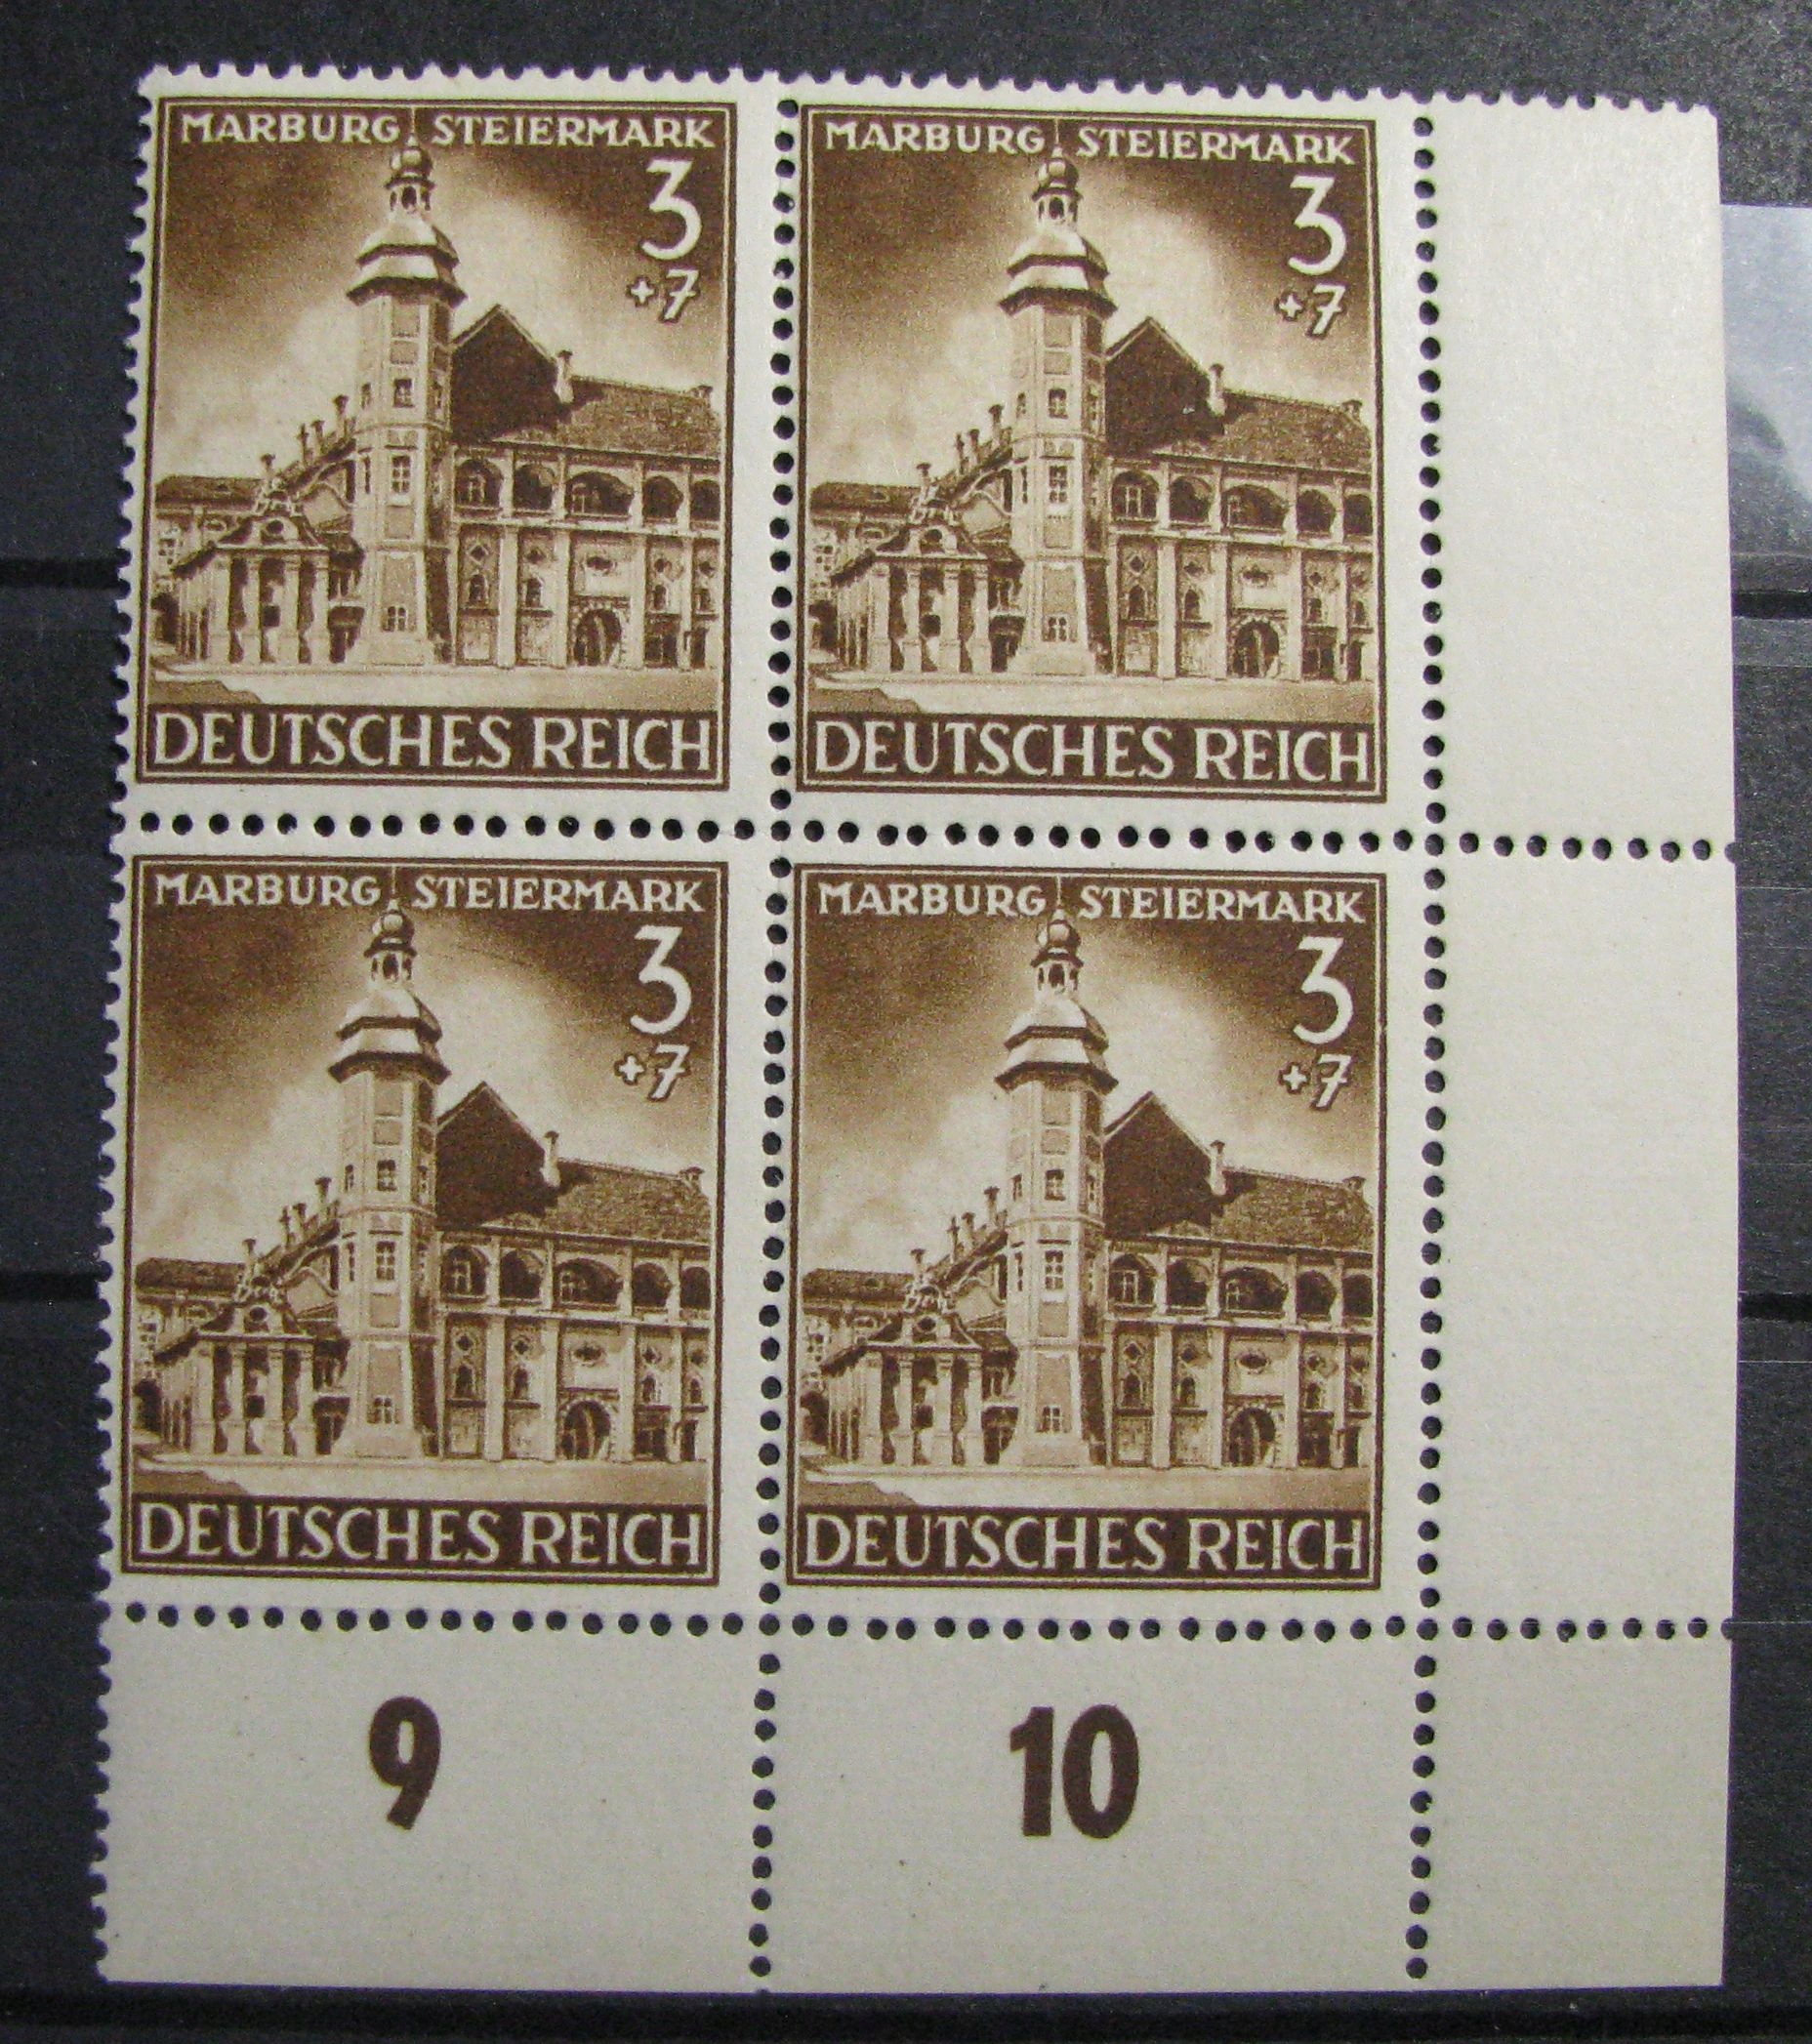 MARBURG STEIERMARK
3
+7
DEUTSCHES REICH
MARBURG STEIERMARK
3
+7
DEUTSCHES REICH
MARBURG STEIERMARK
3
+7
DEUTSCHES REICH
MARBURG STEIERMARK
3
+7
DEUTSCHES REICH
9
10